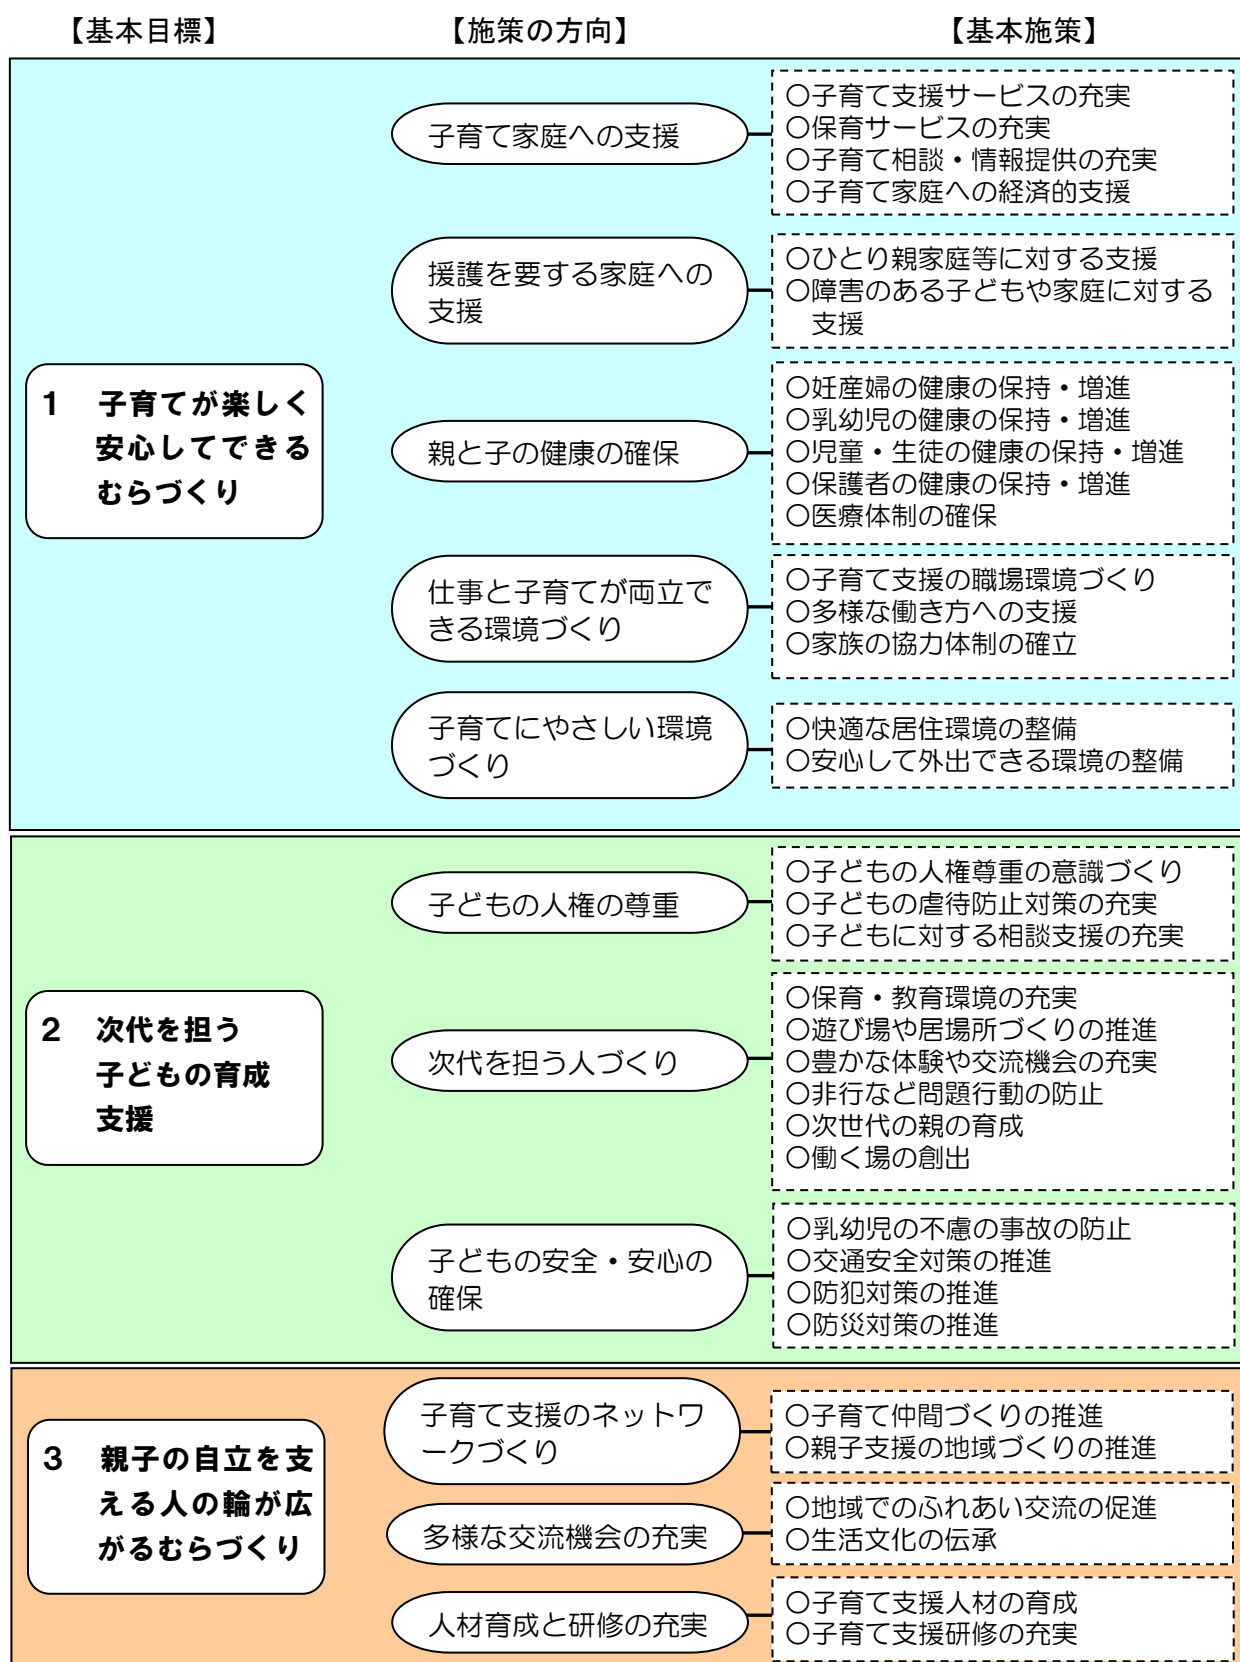 【基本目標】
【施策の方向】
【基本施策】
1 子育てが楽しく
安心してできる
むらづくり
子育て家庭への支援
○子育て支援サービスの充実
○保育サービスの充実
○子育て相談・情報提供の充実
○子育て家庭への経済的支援
援護を要する家庭への
支援
○ひとり親家庭等に対する支援
○障害のある子どもや家庭に対する
支援
親と子の健康の確保
○妊産婦の健康の保持・増進
○乳幼児の健康の保持・増進
○児童・生徒の健康の保持・増進
○保護者の健康の保持・増進
○医療体制の確保
仕事と子育てが両立で
きる環境づくり
○子育て支援の職場環境づくり
○多様な働き方への支援
○家族の協力体制の確立
子育てにやさしい環境
づくり
○快適な居住環境の整備
○安心して外出できる環境の整備
2 次代を担う
子どもの育成
支援
子どもの人権の尊重
○子どもの人権尊重の意識づくり
○子どもの虐待防止対策の充実
○子どもに対する相談支援の充実
次代を担う人づくり
○保育・教育環境の充実
○遊び場や居場所づくりの推進
○豊かな体験や交流機会の充実
○非行など問題行動の防止
○次世代の親の育成
○働く場の創出
子どもの安全・安心の
確保
○乳幼児の不慮の事故の防止
○交通安全対策の推進
○防犯対策の推進
○防災対策の推進
3 親子の自立を支
える人の輪が広
がるむらづくり
子育て支援のネットワ
ークづくり
○子育て仲間づくりの推進
○親子支援の地域づくりの推進
多様な交流機会の充実
○地域でのふれあい交流の促進
○生活文化の伝承
人材育成と研修の充実
○子育て支援人材の育成
○子育て支援研修の充実